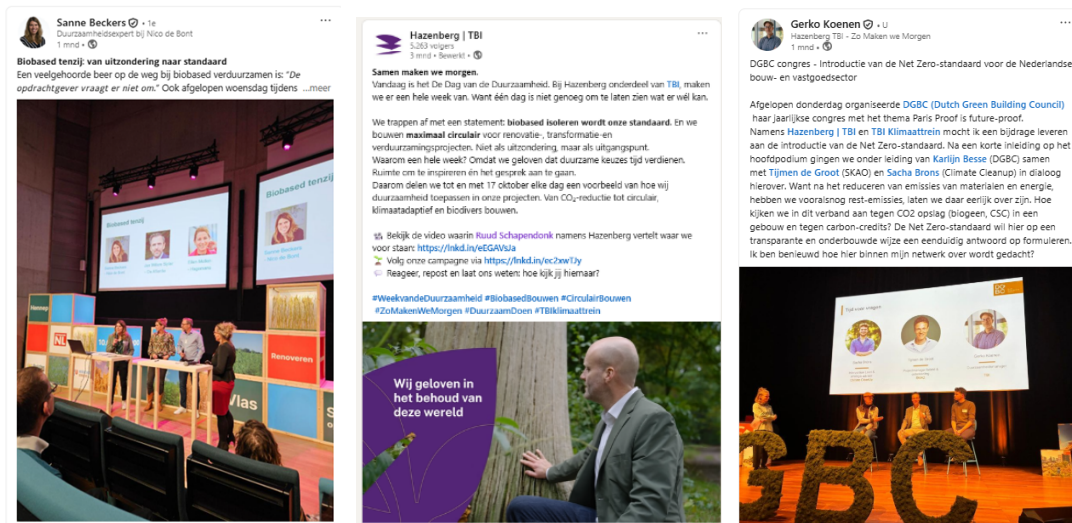 Sanne Beckers • 1e
Duurzaamheidsexpert bij Nico de Bont
1 mnd •
Biobased tenzij: van uitzondering naar standaard
Een veelgehoorde beer op de weg bij biobased verduurzamen is: "De
opdrachtgever vraagt er niet om." Ook afgelopen woensdag tijdens ...meer
Biobased tenzij
Biobased tenzij
Sanne Beckers
Nico de Bont
Hennep
NL
10/
Renoveren
Vlas
Hazenberg | TBI
5.263 volgers
3 mnd • Bewerkt •
Samen maken we morgen.
Vandaag is het De Dag van de Duurzaamheid. Bij Hazenberg onderdeel van TBI, maken
we er een hele week van. Want één dag is niet genoeg om te laten zien wat er wél kan.
We trappen af met een statement: biobased isoleren wordt onze standaard. En we
bouwen maximaal circulair voor renovatie-, transformatie-en
verduurzamingsprojecten. Niet als uitzondering, maar als uitgangspunt.
Waarom een hele week? Omdat we geloven dat duurzame keuzes tijd verdienen.
Ruimte om te inspireren én het gesprek aan te gaan.
Daarom delen we tot en met 17 oktober elke dag een voorbeeld van hoe wij
duurzaamheid toepassen in onze projecten. Van CO₂-reductie tot circulair,
klimaatadaptief en biodivers bouwen.
Bekijk de video waarin Ruud Schapendonk namens Hazenberg vertelt waar we
voor staan: https://lnkd.in/eEGAVsJa
Volg onze campagne via https://lnkd.in/ec2xwTJy
Reageer, repost en laat ons weten: hoe kijk jij hiernaar?
#WeekvandeDuurzaamheid #BiobasedBouwen #CirculairBouwen
#ZoMakenWeMorgen #DuurzaamDoen #TBIklimaattrein
Wij geloven in
het behoud van
deze wereld
Gerko Koenen • U
Hazenberg TBI - Zo Maken we Morgen
1 mnd •
DGBC congres - Introductie van de Net Zero-standaard voor de Nederlandse
bouw- en vastgoedsector
Afgelopen donderdag organiseerde DGBC (Dutch Green Building Council)
haar jaarlijkse congres met het thema Paris Proof is future-proof.
Namens Hazenberg | TBI en TBI Klimaattrein mocht ik een bijdrage leveren
aan de introductie van de Net Zero-standaard. Na een korte inleiding op het
hoofdpodium gingen we onder leiding van Karlijn Besse (DGBC) samen
met Tijmen de Groot (SKAO) en Sacha Brons (Climate Cleanup) in dialoog
hierover. Want na het reduceren van emissies van materialen en energie,
hebben we vooralsnog rest-emissies, laten we daar eerlijk over zijn. Hoe
kijken we in dit verband aan tegen CO2 opslag (biogeen, CSC) in een
gebouw en tegen carbon-credits? De Net Zero-standaard wil hier op een
transparante en onderbouwde wijze een eenduidig antwoord op formuleren.
Ik ben benieuwd hoe hier binnen mijn netwerk over wordt gedacht?
Tijd voor vragen
GBC